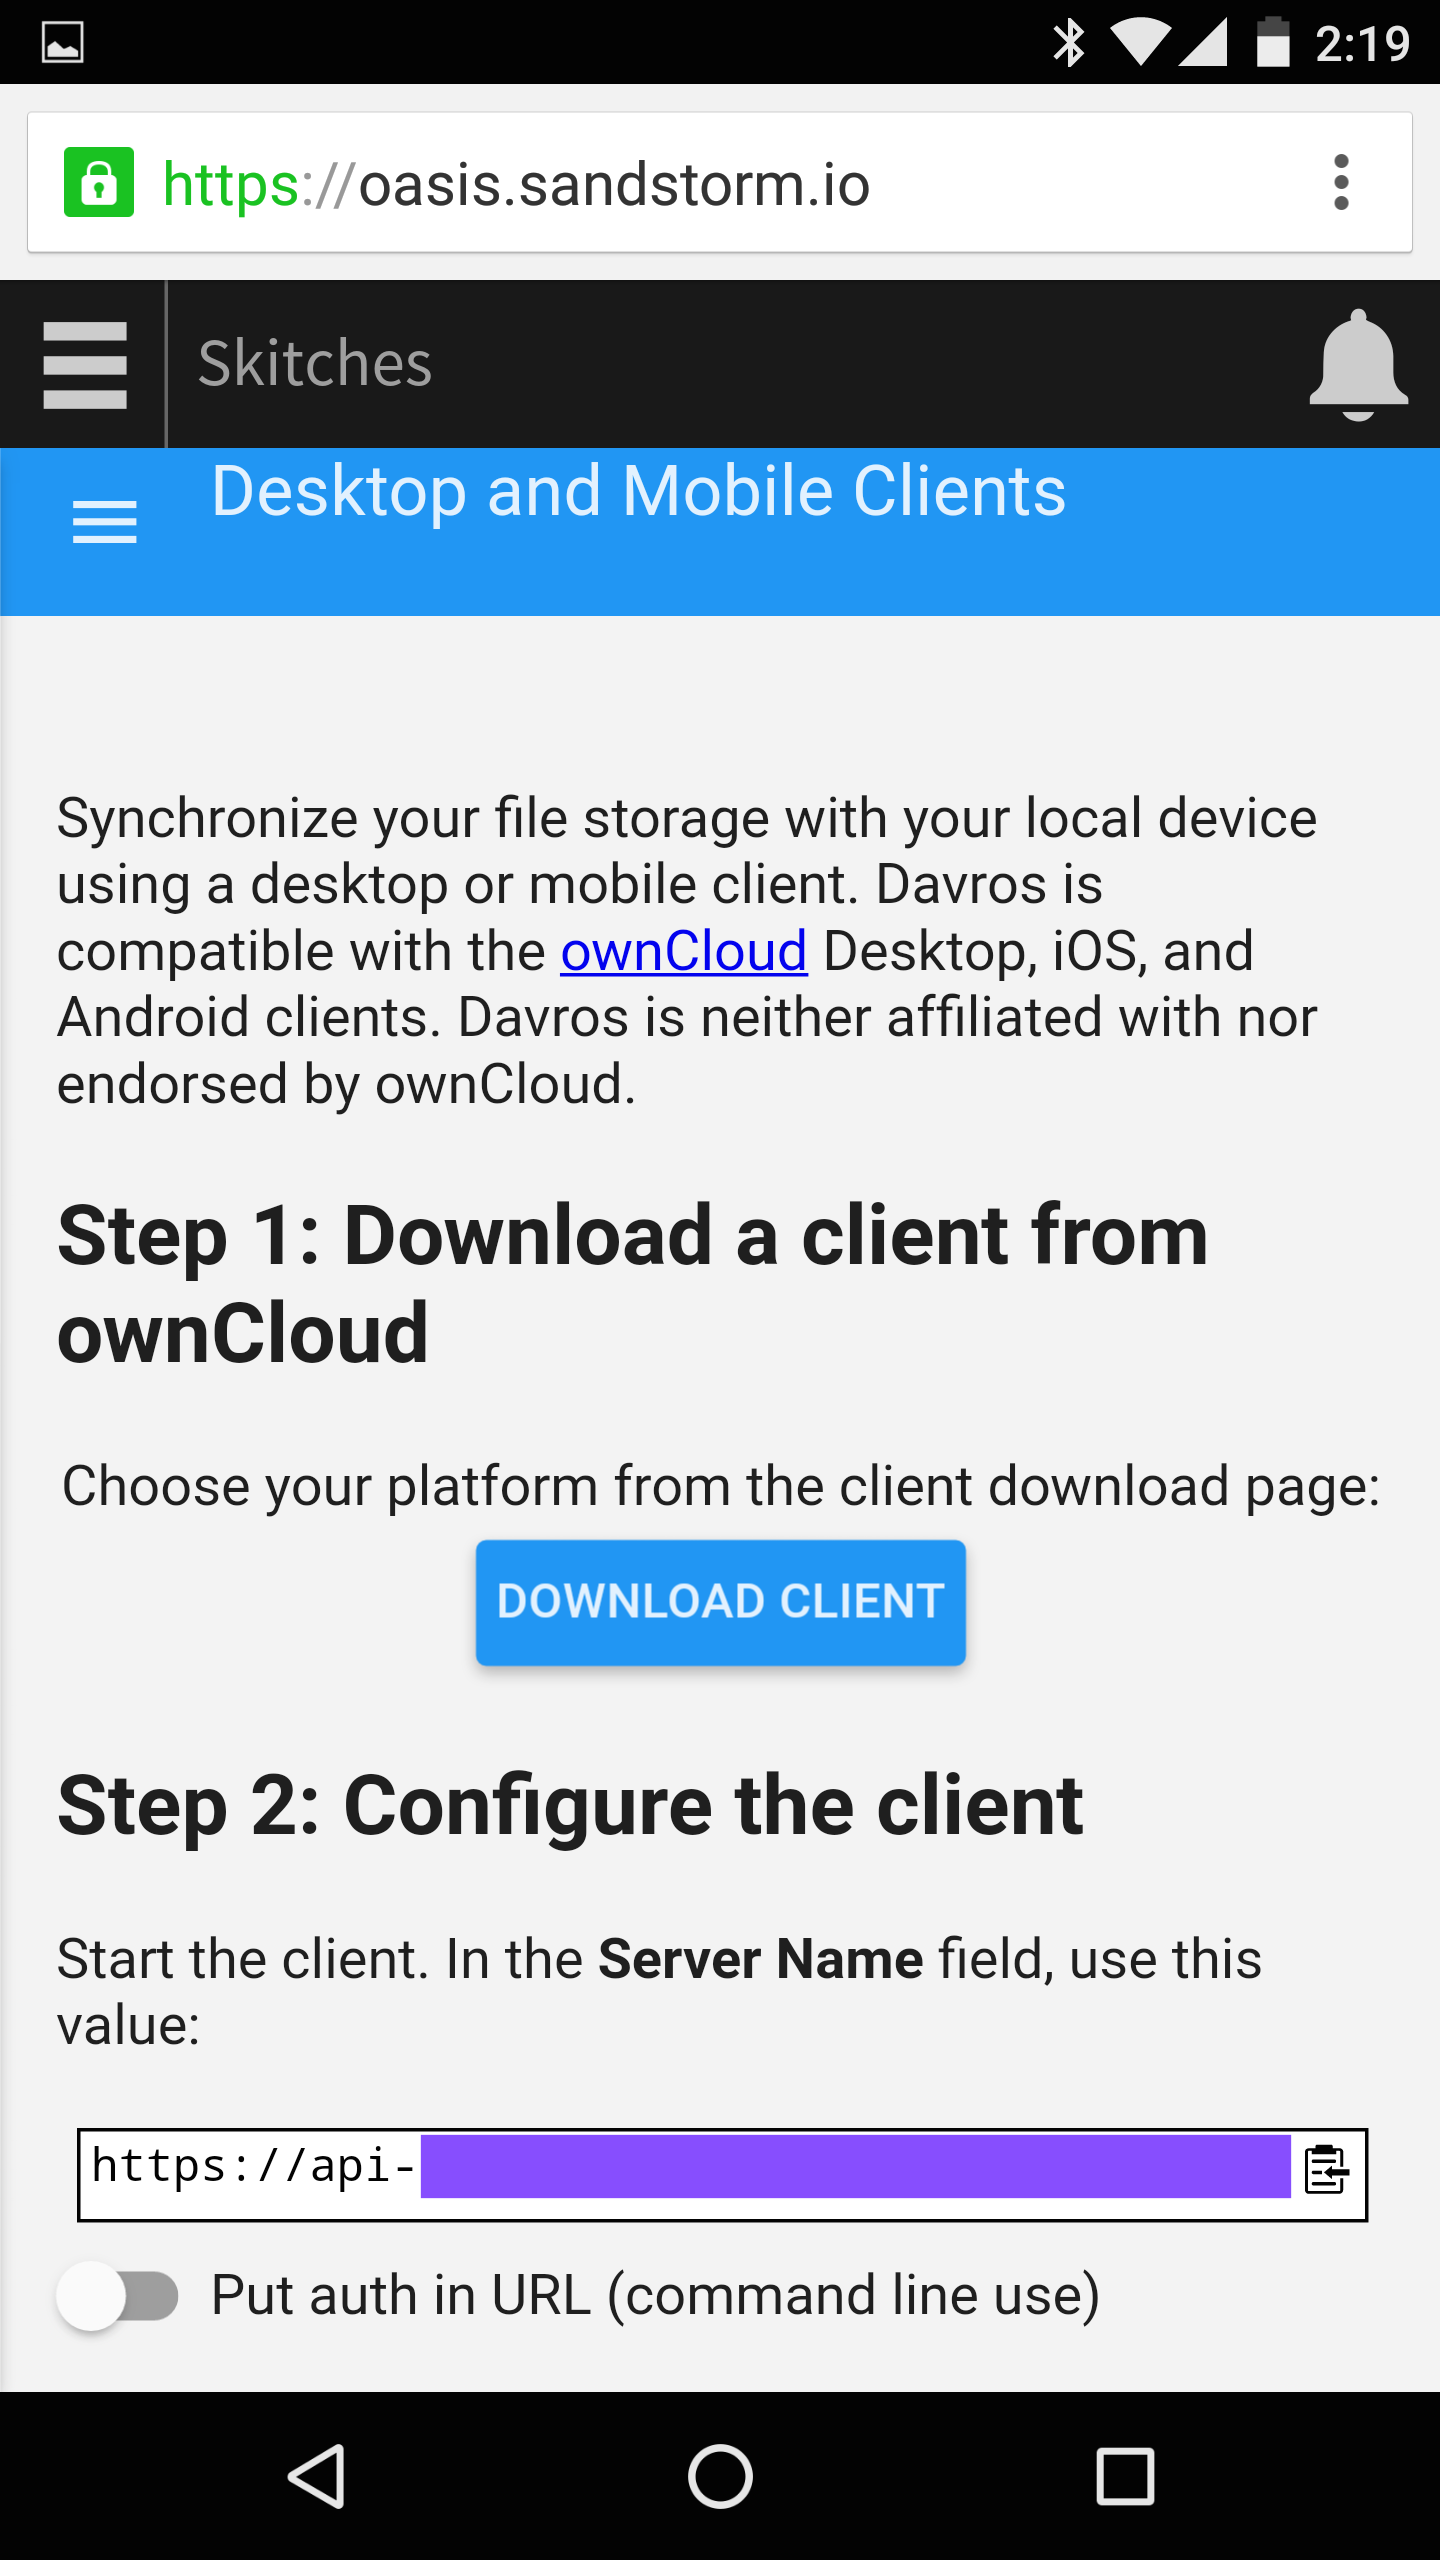 2:19
https://oasis.sandstorm.io
Skitches
Desktop and Mobile Clients
Synchronize your file storage with your local device
using a desktop or mobile client. Davros is
compatible with the ownCloud Desktop, iOS, and
Android clients. Davros is neither affiliated with nor
endorsed by ownCloud.
Step 1: Download a client from
ownCloud
Choose your platform from the client download page:
DOWNLOAD CLIENT
Step 2: Configure the client
Start the client. In the Server Name field, use this
value:
https://api-
Put auth in URL (command line use)